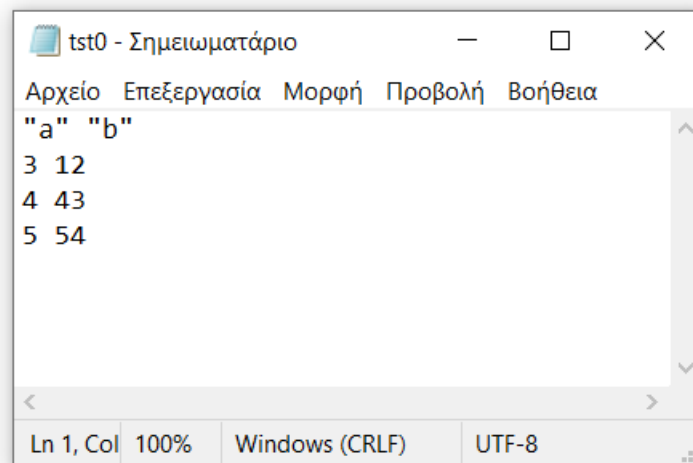 tst0 - Σημειωματάριο
Αρχείο Επεξεργασία Μορφή Προβολή Βοήθεια
"a" "b"
3 12
4 43
5 54
Ln 1, Col 100% Windows (CRLF) UTF-8